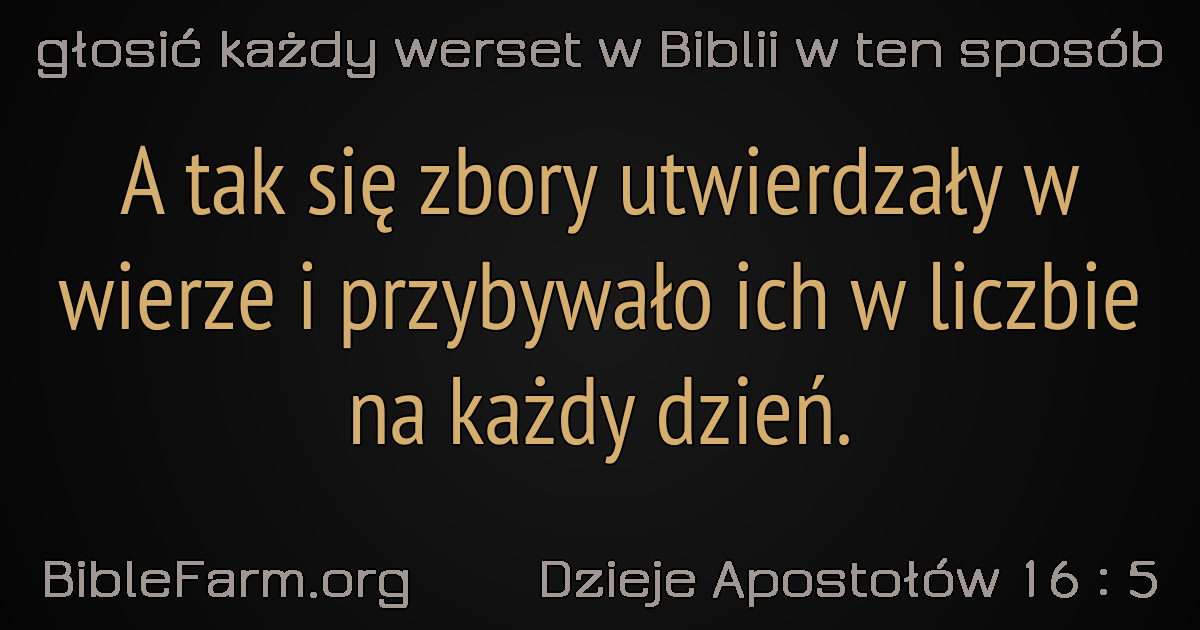 głosić każdy werset w Biblii w ten sposób
A tak się zbory utwierdzały w
wierze i przybywało ich w liczbie
na każdy dzień.
BibleFarm.org Dzieje Apostołów 16 : 5